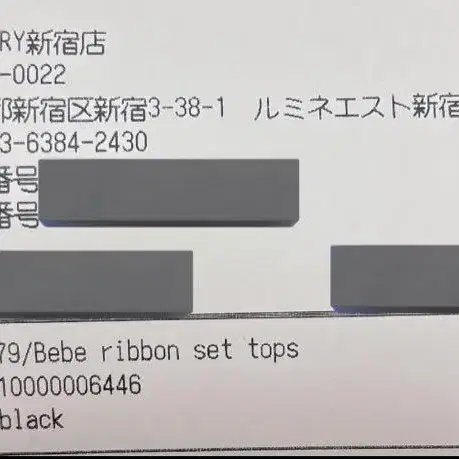 RY新宿店
-0022
都新宿区新宿3-38-1 ルミネエスト新宿
3-6384-2430
番号
番号
79/Bebe ribbon set tops
10000006446
black